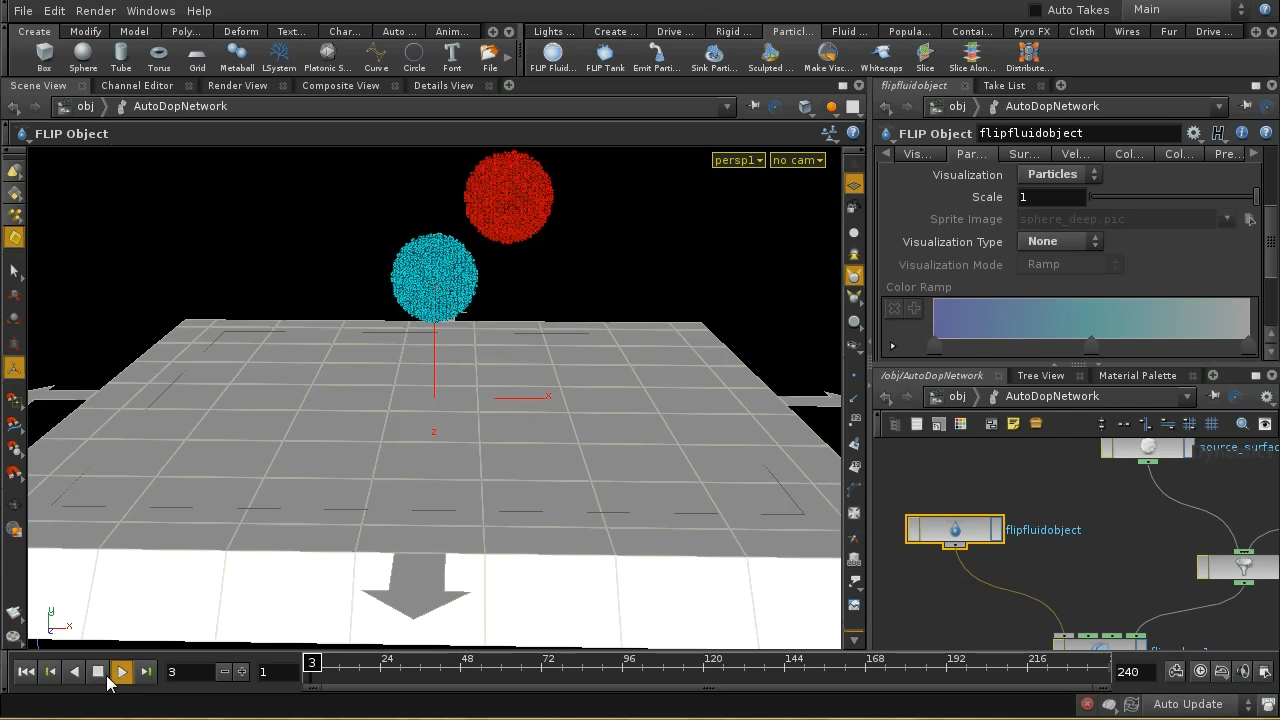 File Edit Render Windows Help Auto Takes Main
Create Modify Model Poly... Deform Text... Char... Auto ... Anim... Lights ... Create ... Drive ... Rigid ... Particl... Fluid ... Popula... Contai... Pyro FX Cloth Wires Fur Drive ...
Box Sphere Tube Torus Grid Metaball LSystem Platonic S... Curve Circle Font File FLIP Fluid... FLIP Tank Emit Parti... Sink Parti... Sculpted ... Make Visc... Whitecaps Slice Slice Alon... Distribute...
Scene View Channel Editor Render View Composite View Details View flipfluidobject Take List
obj AutoDopNetwork obj AutoDopNetwork
FLIP Object FLIP Object flipfluidobject
persp1 no cam Vis... Par... Sur... Vel... Col... Col... Pre...
Visualization Particles
Scale 1
Sprite Image sphere_deep.pic
Visualization Type None
Visualization Mode Ramp
Color Ramp
/obj/AutoDopNetwork Tree View Material Palette
obj AutoDopNetwork
x
z
flipfluidobject
y
x
z
3 1 3 24 48 72 96 120 144 168 192 216 240
Auto Update